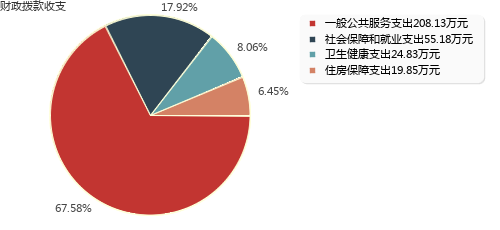 财政拨款收支
17.92%
8.06%
6.45%
67.58%
一般公共服务支出208.13万元
社会保障和就业支出55.18万元
卫生健康支出24.83万元
住房保障支出19.85万元